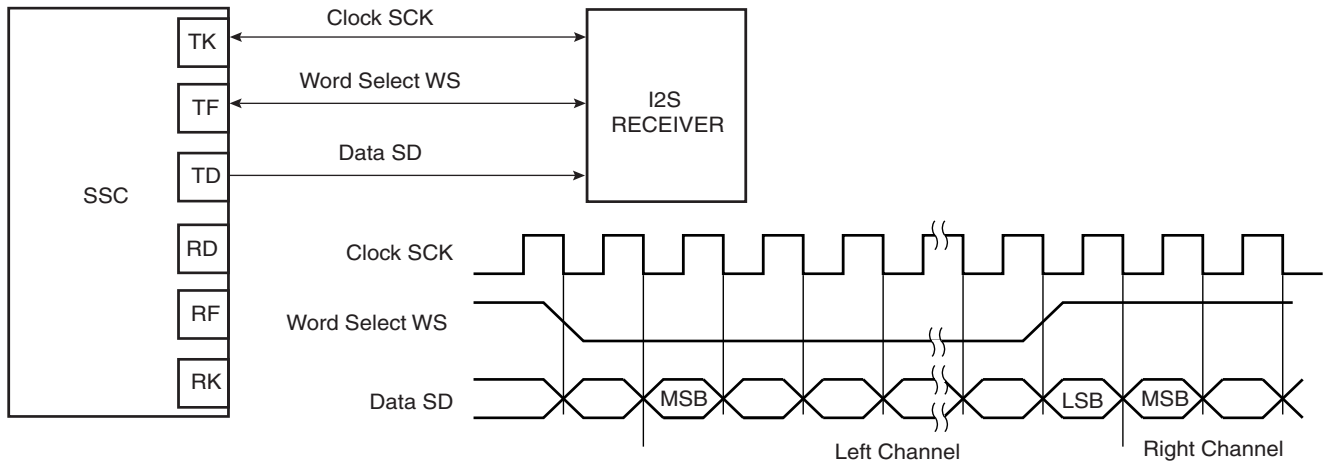 SSC
TK
TF
TD
RD
RF
RK
Clock SCK
Word Select WS
Data SD
I2S
RECEIVER
Clock SCK
Word Select WS
Data SD
MSB
LSB
MSB
Left Channel
Right Channel